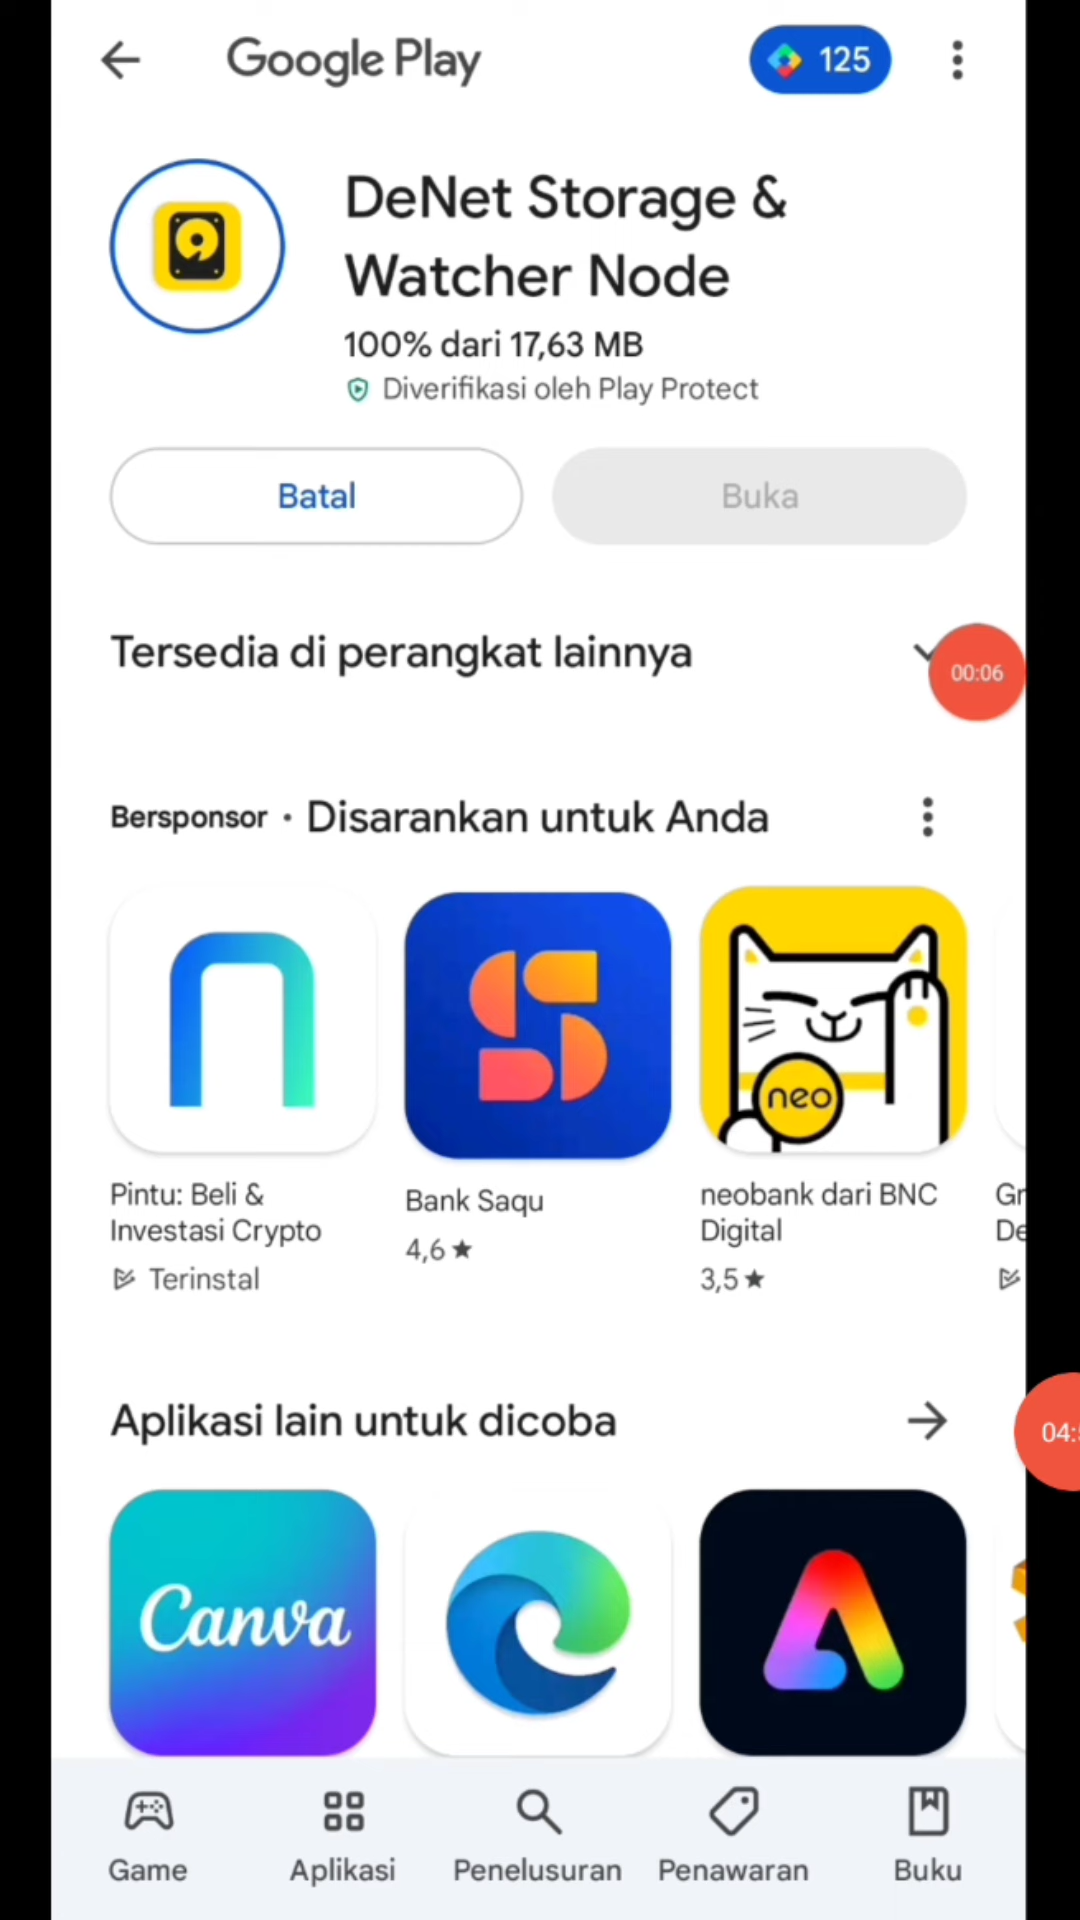 Google Play
125
DeNet Storage &
Watcher Node
100% dari 17,63 MB
Diverifikasi oleh Play Protect
Batal
Buka
Tersedia di perangkat lainnya
00:06
Bersponsor • Disarankan untuk Anda
neo
Pintu: Beli &
Investasi Crypto
Terinstal
Bank Saqu
4,6 ★
neobank dari BNC
Digital
3,5 ★
Aplikasi lain untuk dicoba
Canva
Game
Aplikasi
Penelusuran
Penawaran
Buku